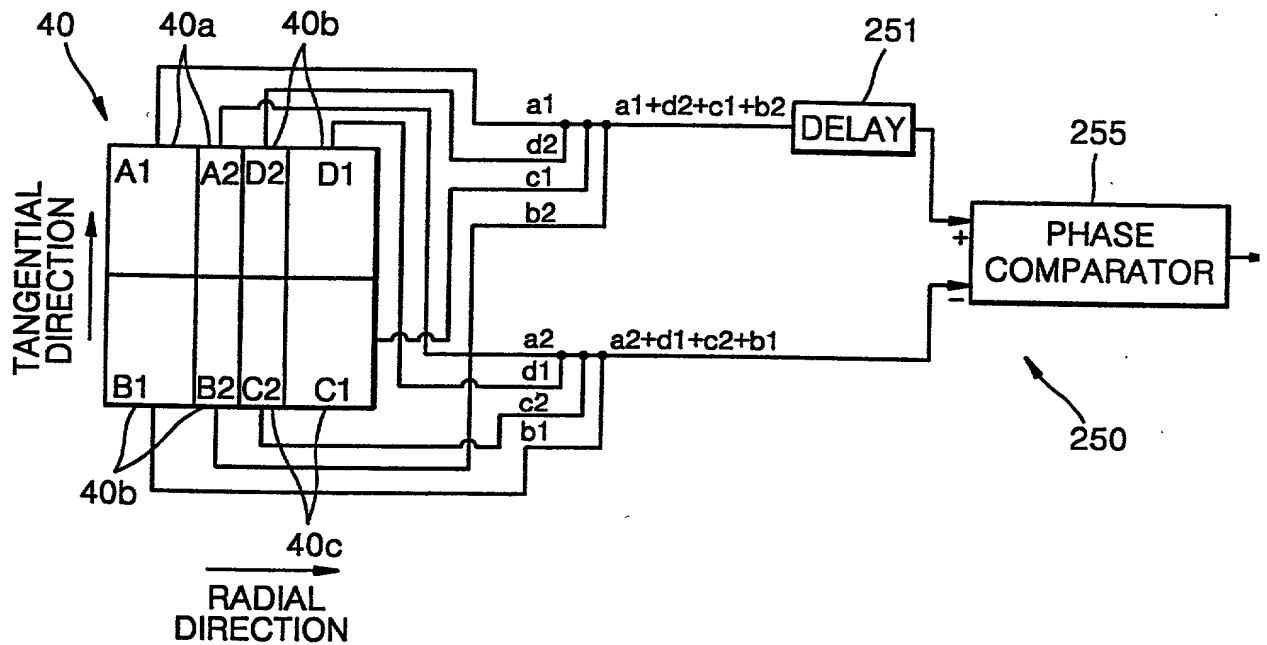 40
40a
40b
251
a1
a1+d2+c1+b2
DELAY
d2
255
A1
A2
D2
D1
c1
b2
+
PHASE
COMPARATOR
−
TANGENTIAL
DIRECTION
a2
a2+d1+c2+b1
d1
B1
B2
C2
C1
c2
b1
250
40b
40c
RADIAL
DIRECTION